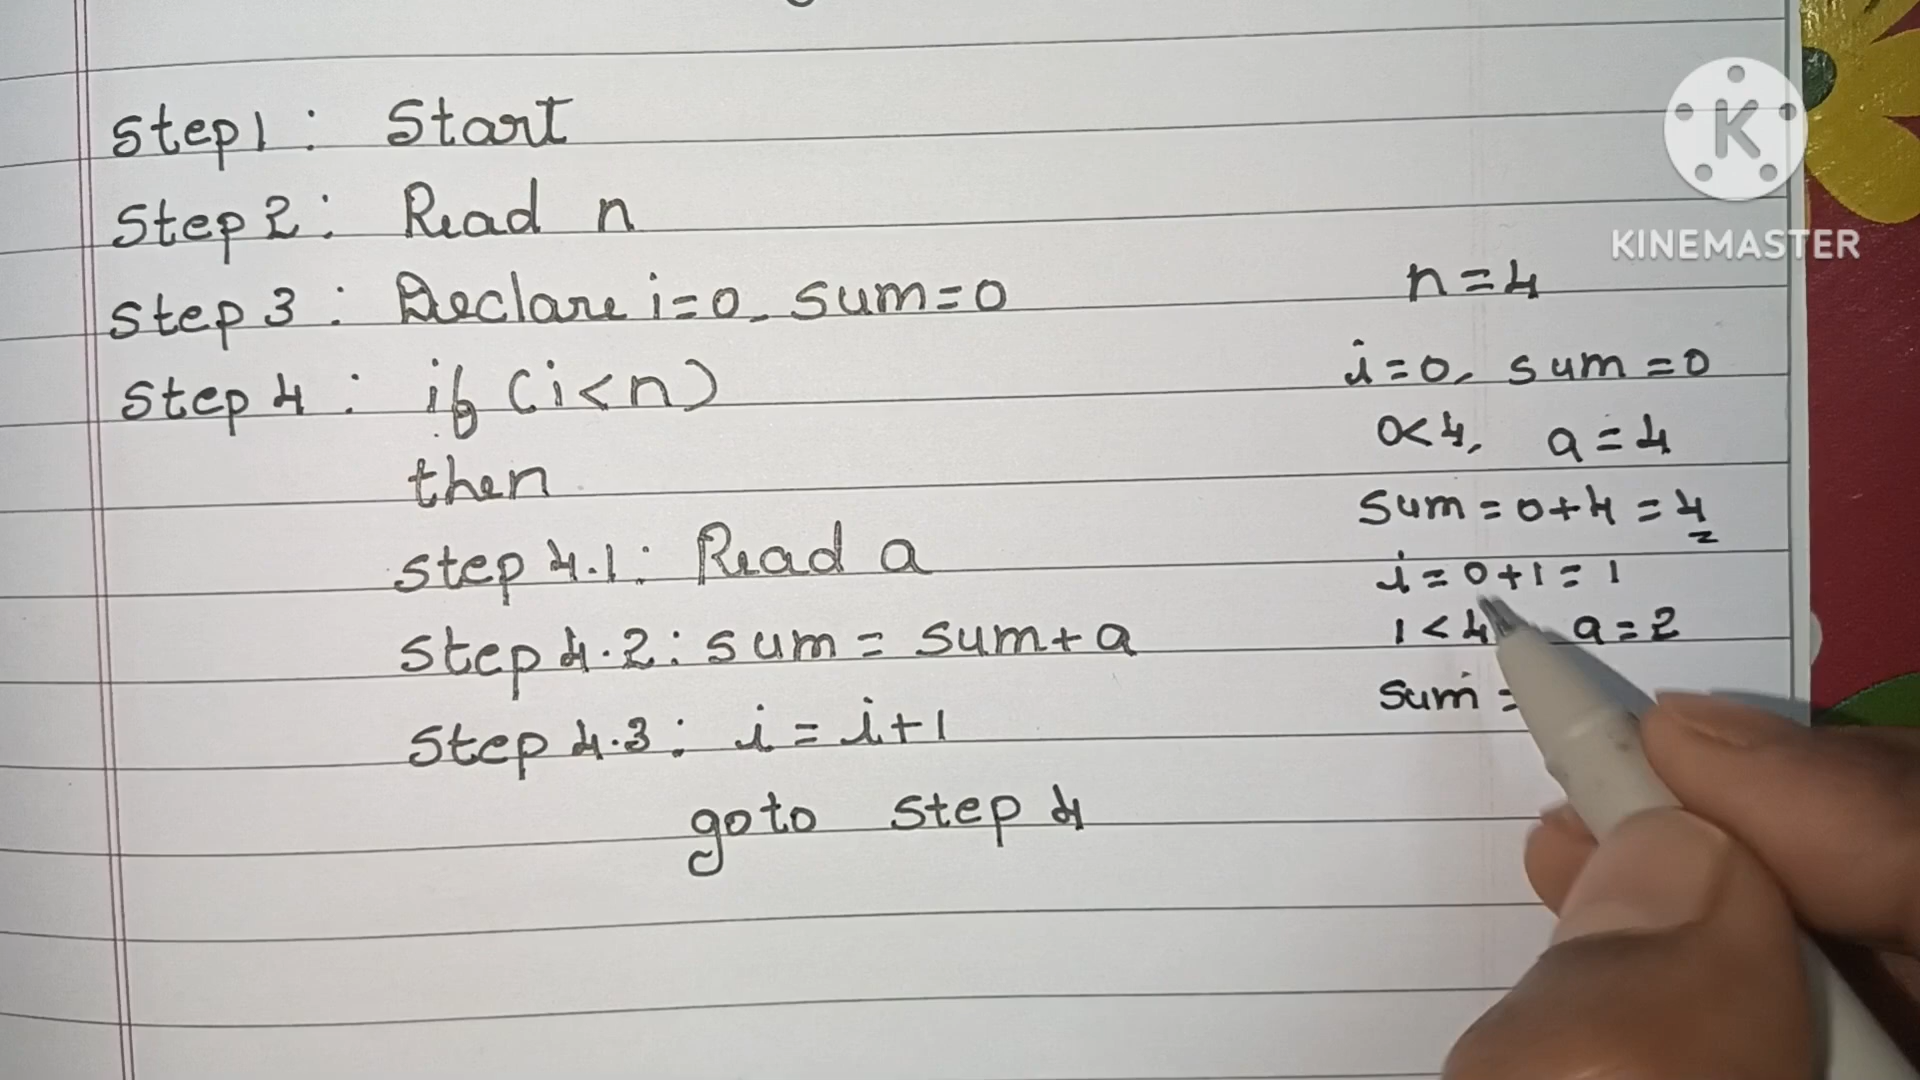 Step 1 : Start
Step 2 : Read n
Step 3 : Declare i=0, sum=0
Step 4 : if (i<n)
then
Step 4.1 : Read a
Step 4.2 : sum = sum+a
Step 4.3 : i = i+1
goto step 4
K
KINEMASTER
n=4
i=0, sum=0
0<4, a=4
sum = 0+4 = 4
i = 0+1 = 1
1<4 a=2
sum =